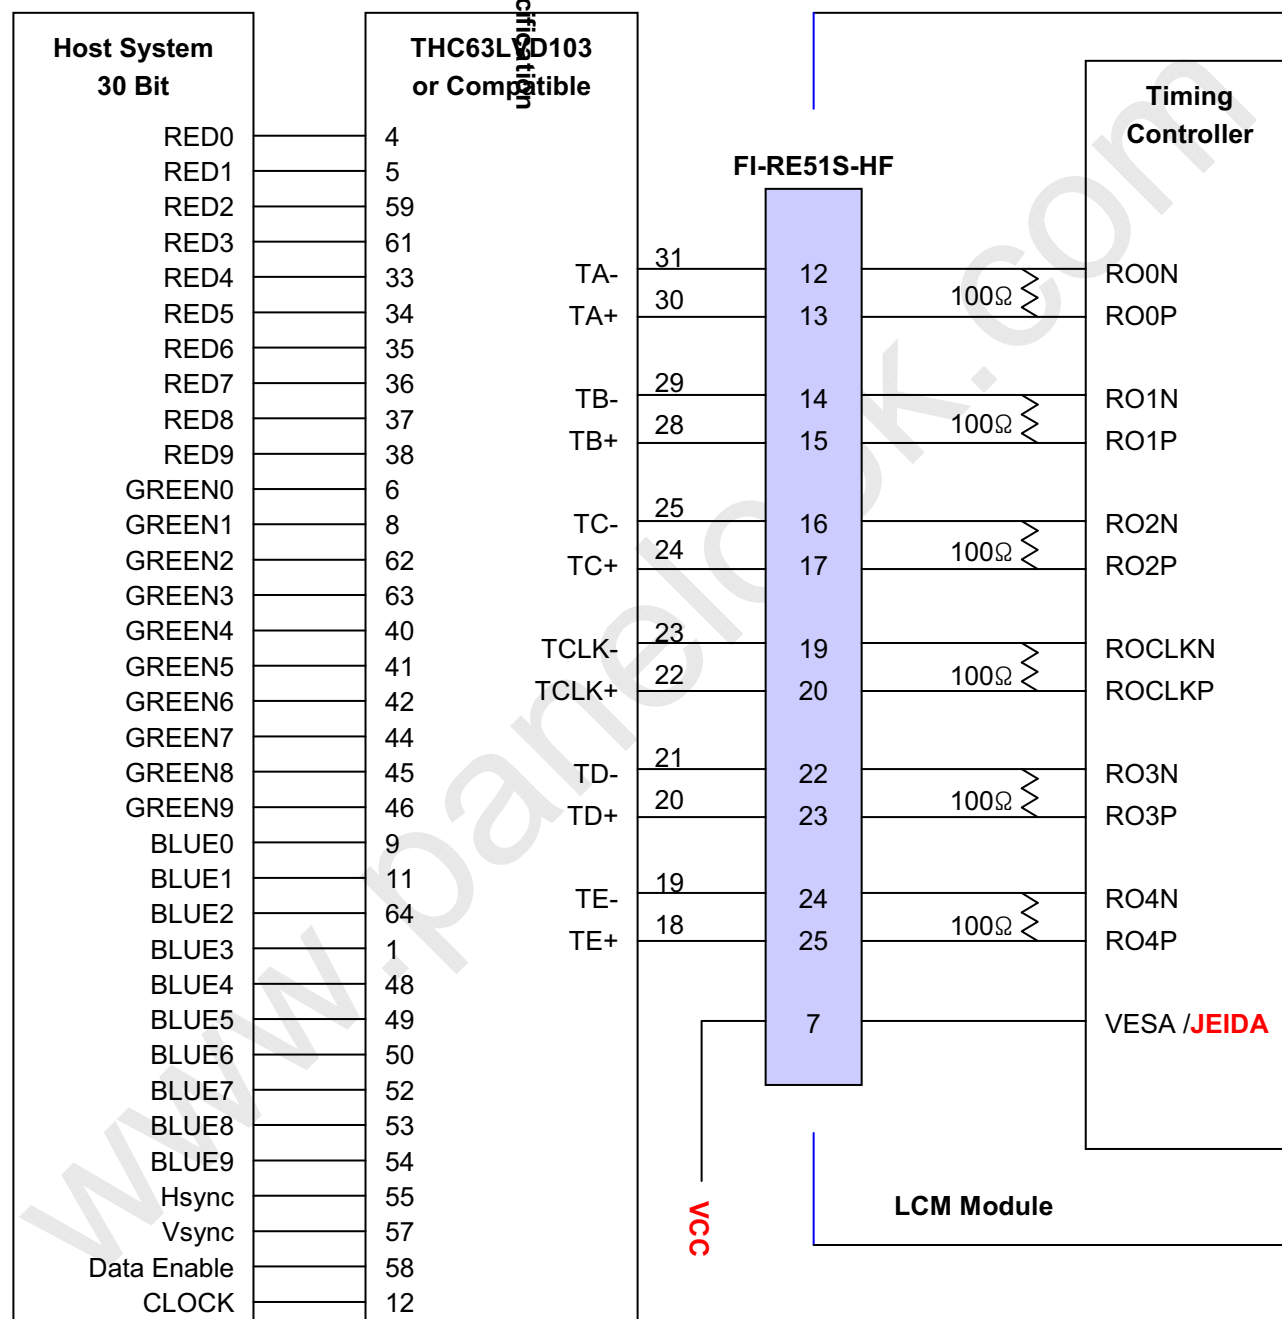 cification
Host System
30 Bit
THC63LVD103
or Compatible
Timing
Controller
FI-RE51S-HF
RED0 4
RED1 5
RED2 59
RED3 61
RED4 33
RED5 34
RED6 35
RED7 36
RED8 37
RED9 38
GREEN0 6
GREEN1 8
GREEN2 62
GREEN3 63
GREEN4 40
GREEN5 41
GREEN6 42
GREEN7 44
GREEN8 45
GREEN9 46
BLUE0 9
BLUE1 11
BLUE2 64
BLUE3 1
BLUE4 48
BLUE5 49
BLUE6 50
BLUE7 52
BLUE8 53
BLUE9 54
Hsync 55
Vsync 57
Data Enable 58
CLOCK 12
TA- 31 12 RO0N
100Ω
TA+ 30 13 RO0P
TB- 29 14 RO1N
100Ω
TB+ 28 15 RO1P
TC- 25 16 RO2N
100Ω
TC+ 24 17 RO2P
TCLK- 23 19 ROCLKN
100Ω
TCLK+ 22 20 ROCLKP
TD- 21 22 RO3N
100Ω
TD+ 20 23 RO3P
TE- 19 24 RO4N
100Ω
TE+ 18 25 RO4P
7 VESA /JEIDA
VCC
LCM Module
www.panelook.com